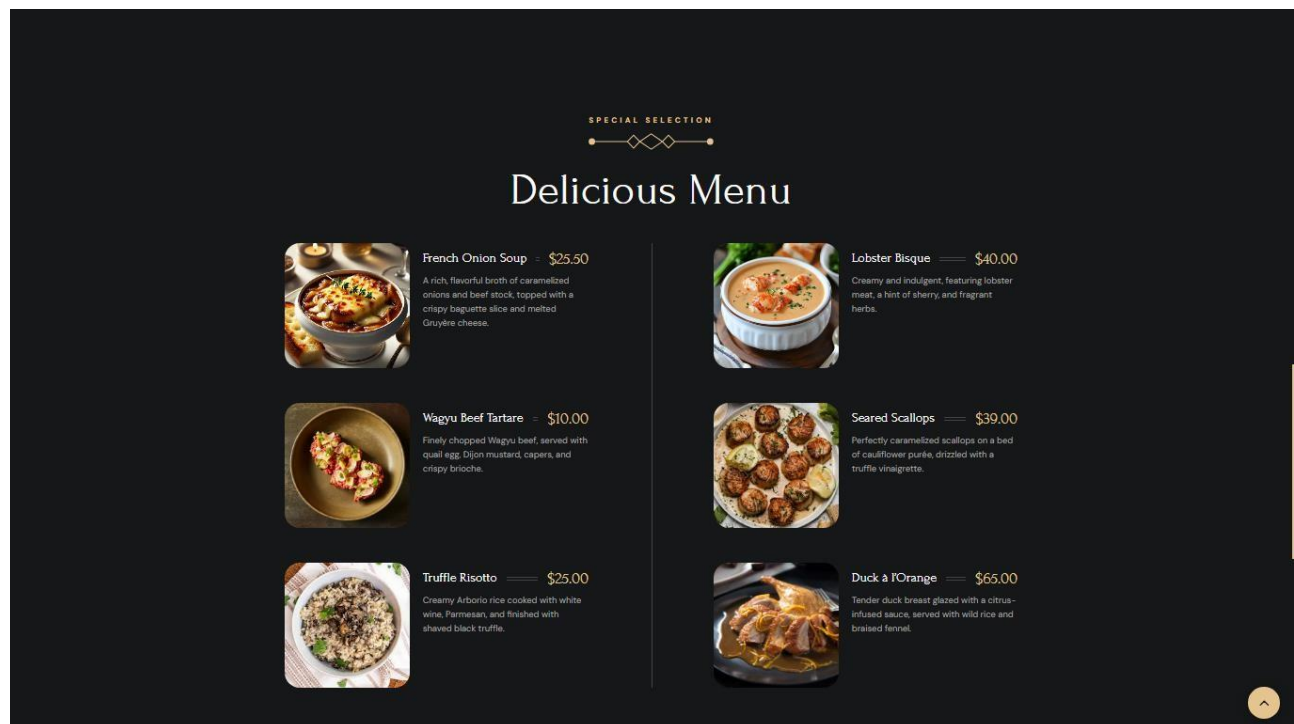 SPECIAL SELECTION
Delicious Menu
French Onion Soup $25.50
A rich, flavorful broth of caramelized
onions and beef stock, topped with a
crispy baguette slice and melted
Gruyère cheese.
Wagyu Beef Tartare $10.00
Finely chopped Wagyu beef, served with
quail egg, Dijon mustard, capers, and
crispy brioche.
Truffle Risotto $25.00
Creamy Arborio rice cooked with white
wine, Parmesan, and finished with
shaved black truffle.
Lobster Bisque $40.00
Creamy and indulgent, featuring lobster
meat, a hint of sherry, and fragrant
herbs.
Seared Scallops $39.00
Perfectly caramelized scallops on a bed
of cauliflower purée, drizzled with a
truffle vinaigrette.
Duck à l'Orange $65.00
Tender duck breast glazed with a citrus-
infused sauce, served with wild rice and
braised fennel.